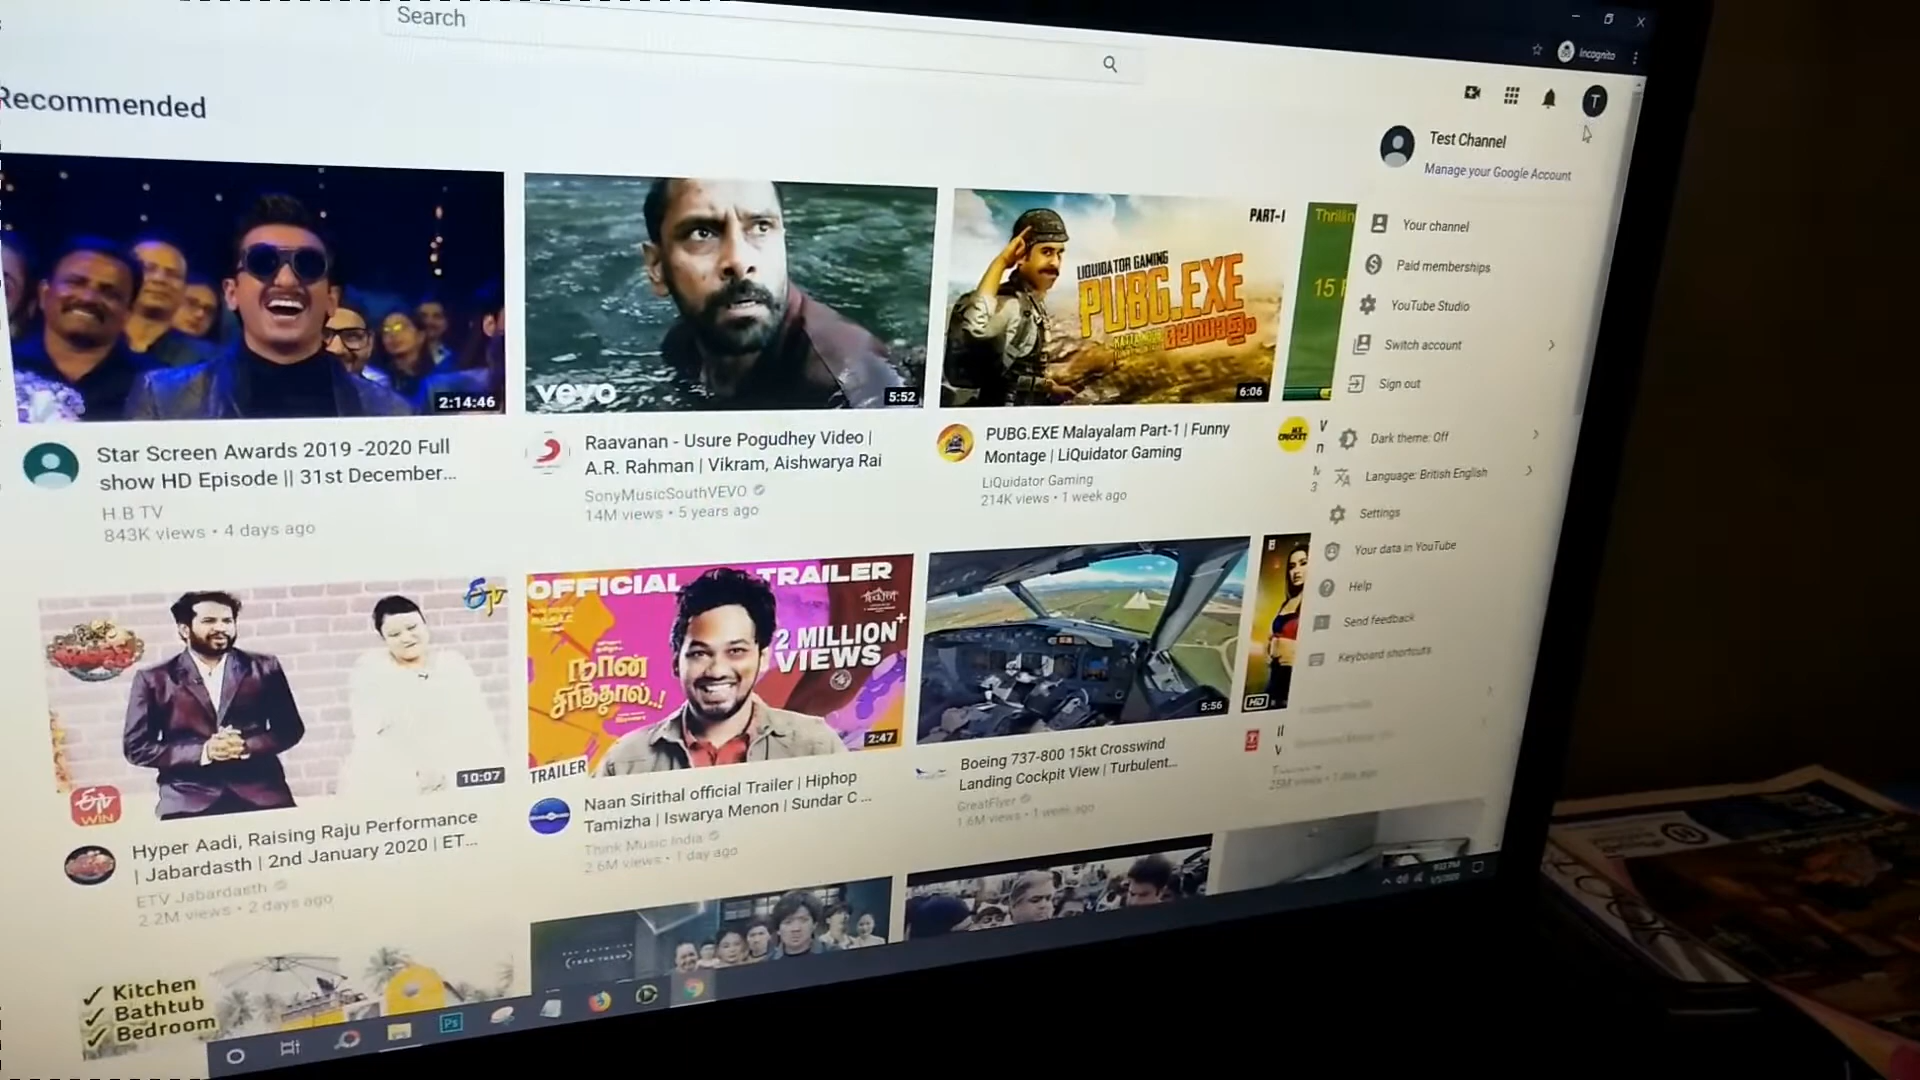 Search
Incognito
Recommended
T
Test Channel
Manage your Google Account
Your channel
Paid memberships
YouTube Studio
Switch account
Sign out
Dark theme: Off
Language: British English
Settings
Your data in YouTube
Help
Send feedback
Keyboard shortcuts
2:14:46
vevo
5:52
PART-1
LIQUIDATOR GAMING
PUBG.EXE
മലയാളം
6:06
15
Star Screen Awards 2019 -2020 Full
show HD Episode || 31st December...
H.B TV
843K views • 4 days ago
Raavanan - Usure Pogudhey Video |
A.R. Rahman | Vikram, Aishwarya Rai
SonyMusicSouthVEVO
14M views • 5 years ago
PUBG.EXE Malayalam Part-1 | Funny
Montage | LiQuidator Gaming
LiQuidator Gaming
214K views • 1 week ago
10:07
WIN
OFFICIAL TRAILER
2 MILLION+
VIEWS
நான்
சிரித்தால்..!
TRAILER
2:47
5:56
HD
Hyper Aadi, Raising Raju Performance
| Jabardasth | 2nd January 2020 | ET...
ETV Jabardasth
2.2M views • 2 days ago
Naan Sirithal official Trailer | Hiphop
Tamizha | Iswarya Menon | Sundar C ...
Think Music India
2.6M views • 1 day ago
Boeing 737-800 15kt Crosswind
Landing Cockpit View | Turbulent...
GreatFlyer
1.6M views • 1 week ago
Kitchen
Bathtub
Bedroom
Ps